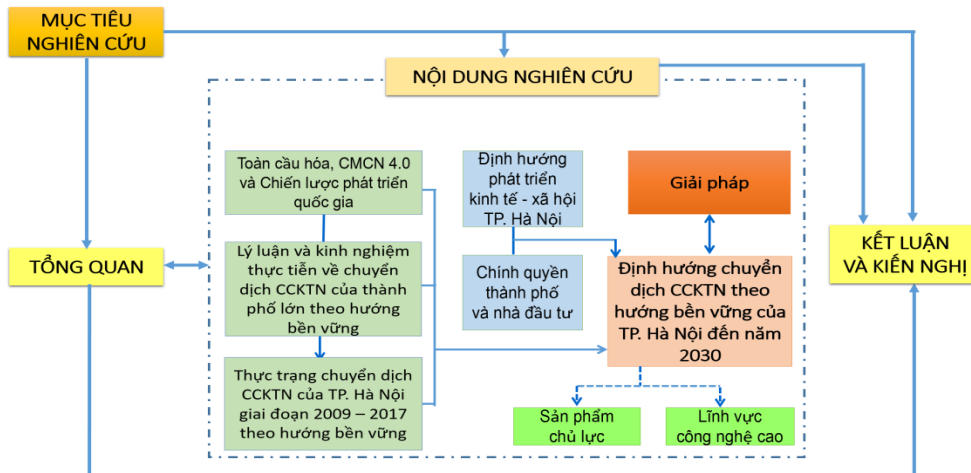 MỤC TIÊU
NGHIÊN CỨU
NỘI DUNG NGHIÊN CỨU
Toàn cầu hóa, CMCN 4.0
và Chiến lược phát triển
quốc gia
Định hướng
phát triển
kinh tế - xã hội
TP. Hà Nội
Giải pháp
TỔNG QUAN
Lý luận và kinh nghiệm
thực tiễn về chuyển
dịch CCKTN của thành
phố lớn theo hướng
bền vững
Chính quyền
thành phố
và nhà đầu tư
Định hướng chuyển
dịch CCKTN theo
hướng bền vững của
TP. Hà Nội đến năm
2030
KẾT LUẬN
VÀ KIẾN NGHỊ
Thực trạng chuyển dịch
CCKTN của TP. Hà Nội
giai đoạn 2009 – 2017
theo hướng bền vững
Sản phẩm
chủ lực
Lĩnh vực
công nghệ cao